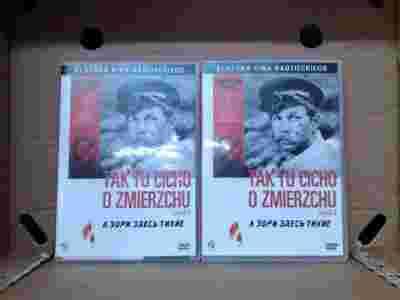 KLASYKA KINA RADZIECKIEGO
TAK TU CICHO
O ZMIERZCHU
А ЗОРИ ЗДЕСЬ ТИХИЕ
KLASYKA KINA RADZIECKIEGO
TAK TU CICHO
O ZMIERZCHU
А ЗОРИ ЗДЕСЬ ТИХИЕ